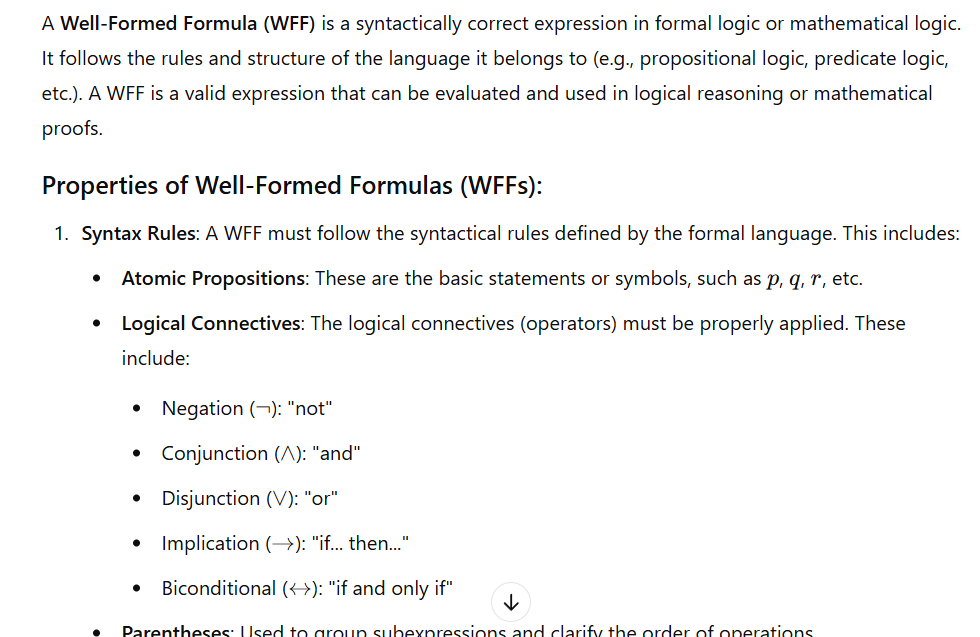 A Well-Formed Formula (WFF) is a syntactically correct expression in formal logic or mathematical logic.
It follows the rules and structure of the language it belongs to (e.g., propositional logic, predicate logic,
etc.). A WFF is a valid expression that can be evaluated and used in logical reasoning or mathematical
proofs.
Properties of Well-Formed Formulas (WFFs):
1. Syntax Rules: A WFF must follow the syntactical rules defined by the formal language. This includes:
• Atomic Propositions: These are the basic statements or symbols, such as p, q, r, etc.
• Logical Connectives: The logical connectives (operators) must be properly applied. These
include:
• Negation (¬): "not"
• Conjunction (∧): "and"
• Disjunction (∨): "or"
• Implication (→): "if... then..."
• Biconditional (↔): "if and only if"
• Parentheses: Used to group subexpressions and clarify the order of operations.